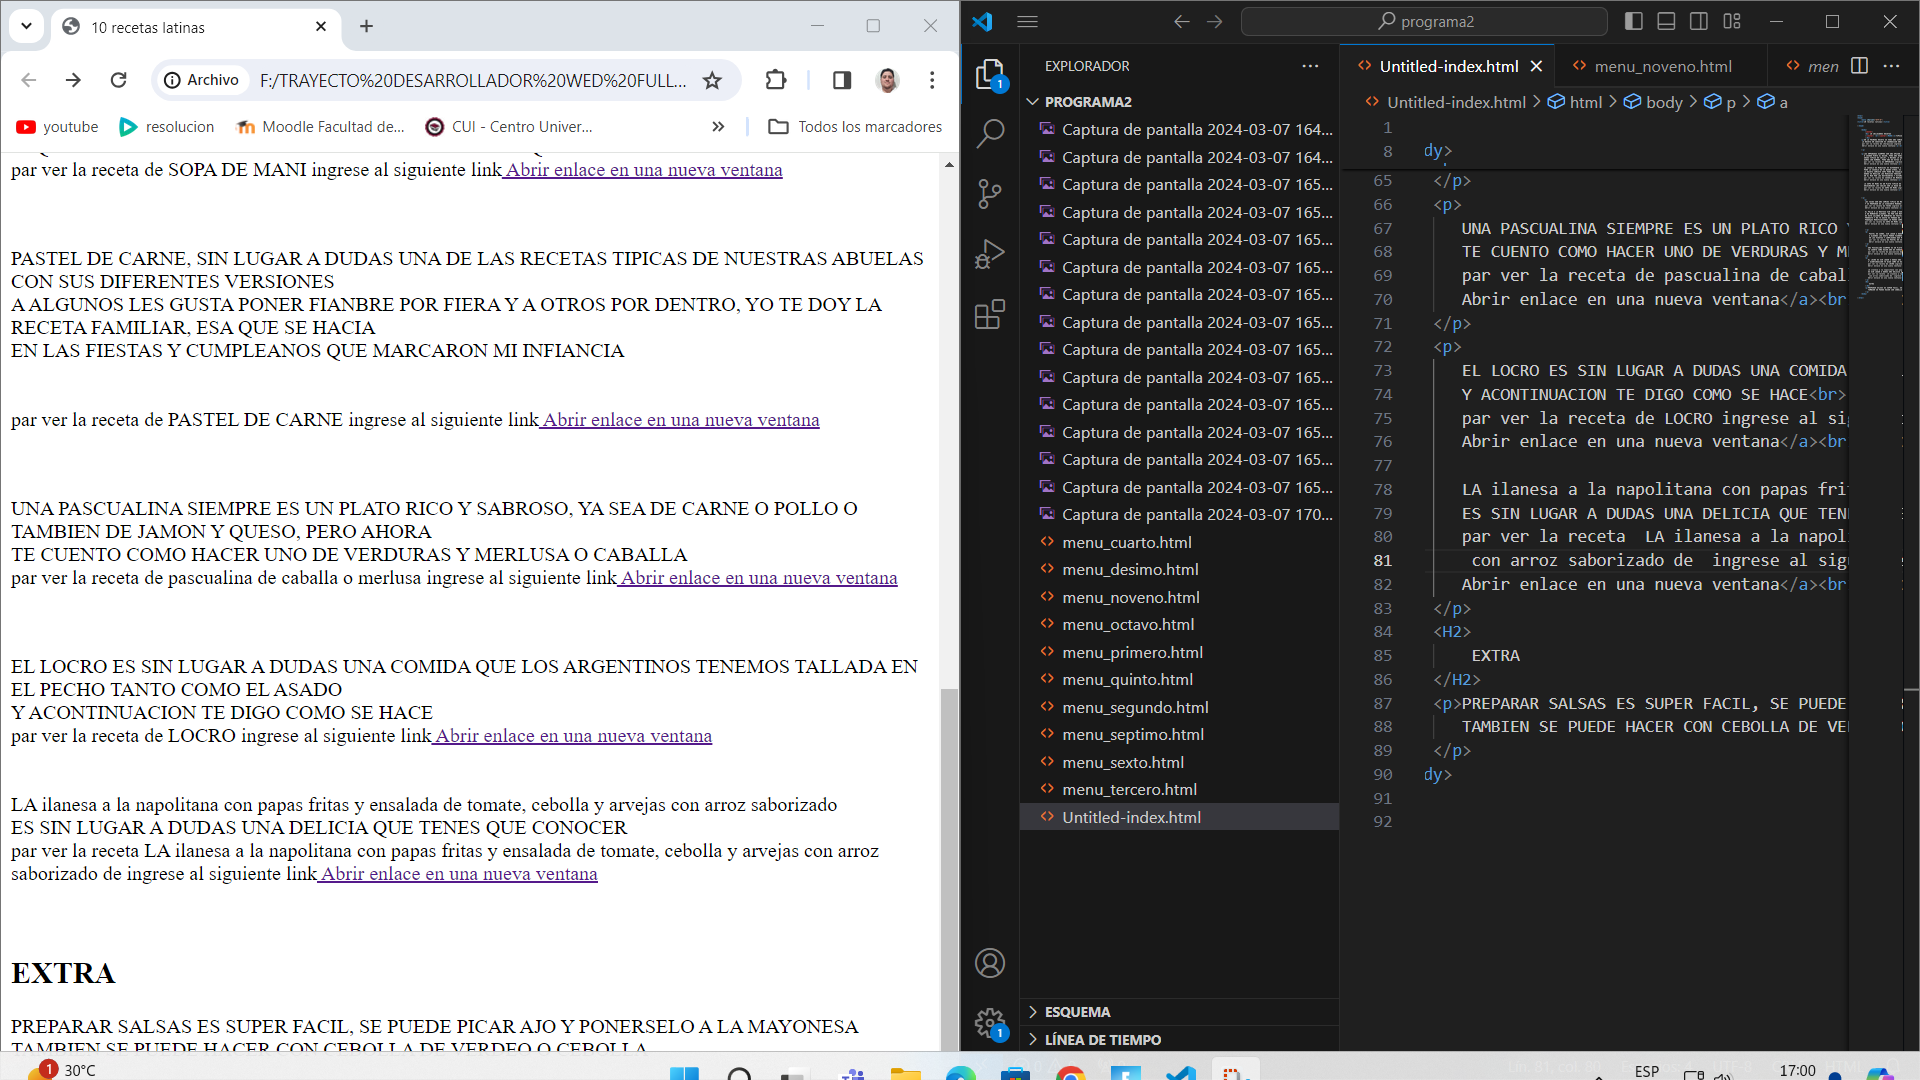 10 recetas latinas
Archivo
F:/TRAYECTO%20DESARROLLADOR%20WED%20FULL...
youtube
resolucion
Moodle Facultad de...
CUI - Centro Univer...
Todos los marcadores
par ver la receta de SOPA DE MANI ingrese al siguiente link Abrir enlace en una nueva ventana
PASTEL DE CARNE, SIN LUGAR A DUDAS UNA DE LAS RECETAS TIPICAS DE NUESTRAS ABUELAS
CON SUS DIFERENTES VERSIONES
A ALGUNOS LES GUSTA PONER FIANBRE POR FIERA Y A OTROS POR DENTRO, YO TE DOY LA
RECETA FAMILIAR, ESA QUE SE HACIA
EN LAS FIESTAS Y CUMPLEANOS QUE MARCARON MI INFIANCIA
par ver la receta de PASTEL DE CARNE ingrese al siguiente link Abrir enlace en una nueva ventana
UNA PASCUALINA SIEMPRE ES UN PLATO RICO Y SABROSO, YA SEA DE CARNE O POLLO O
TAMBIEN DE JAMON Y QUESO, PERO AHORA
TE CUENTO COMO HACER UNO DE VERDURAS Y MERLUSA O CABALLA
par ver la receta de pascualina de caballa o merlusa ingrese al siguiente link Abrir enlace en una nueva ventana
EL LOCRO ES SIN LUGAR A DUDAS UNA COMIDA QUE LOS ARGENTINOS TENEMOS TALLADA EN
EL PECHO TANTO COMO EL ASADO
Y ACONTINUACION TE DIGO COMO SE HACE
par ver la receta de LOCRO ingrese al siguiente link Abrir enlace en una nueva ventana
LA ilanesa a la napolitana con papas fritas y ensalada de tomate, cebolla y arvejas con arroz saborizado
ES SIN LUGAR A DUDAS UNA DELICIA QUE TENES QUE CONOCER
par ver la receta LA ilanesa a la napolitana con papas fritas y ensalada de tomate, cebolla y arvejas con arroz
saborizado de ingrese al siguiente link Abrir enlace en una nueva ventana
EXTRA
PREPARAR SALSAS ES SUPER FACIL, SE PUEDE PICAR AJO Y PONERSELO A LA MAYONESA
TAMBIEN SE PUEDE HACER CON CEBOLLA DE VERDEO O CEBOLLA
programa2
EXPLORADOR
1
PROGRAMA2
Captura de pantalla 2024-03-07 164...
Captura de pantalla 2024-03-07 164...
Captura de pantalla 2024-03-07 165...
Captura de pantalla 2024-03-07 165...
Captura de pantalla 2024-03-07 165...
Captura de pantalla 2024-03-07 165...
Captura de pantalla 2024-03-07 165...
Captura de pantalla 2024-03-07 165...
Captura de pantalla 2024-03-07 165...
Captura de pantalla 2024-03-07 165...
Captura de pantalla 2024-03-07 165...
Captura de pantalla 2024-03-07 165...
Captura de pantalla 2024-03-07 165...
Captura de pantalla 2024-03-07 165...
Captura de pantalla 2024-03-07 170...
menu_cuarto.html
menu_desimo.html
menu_noveno.html
menu_octavo.html
menu_primero.html
menu_quinto.html
menu_segundo.html
menu_septimo.html
menu_sexto.html
menu_tercero.html
Untitled-index.html
ESQUEMA
LÍNEA DE TIEMPO
1
Untitled-index.html
menu_noveno.html
men
Untitled-index.html > html > body > p > a
1
8 dy>
65 </p>
66 <p>
67 UNA PASCUALINA SIEMPRE ES UN PLATO RICO Y
68 TE CUENTO COMO HACER UNO DE VERDURAS Y M
69 par ver la receta de pascualina de cabal
70 Abrir enlace en una nueva ventana</a><br
71 </p>
72 <p>
73 EL LOCRO ES SIN LUGAR A DUDAS UNA COMIDA
74 Y ACONTINUACION TE DIGO COMO SE HACE<br>
75 par ver la receta de LOCRO ingrese al si
76 Abrir enlace en una nueva ventana</a><br
77
78 LA ilanesa a la napolitana con papas fri
79 ES SIN LUGAR A DUDAS UNA DELICIA QUE TEN
80 par ver la receta  LA ilanesa a la napol
81 con arroz saborizado de  ingrese al sig
82 Abrir enlace en una nueva ventana</a><br
83 </p>
84 <H2>
85 EXTRA
86 </H2>
87 <p>PREPARAR SALSAS ES SUPER FACIL, SE PUEDE
88 TAMBIEN SE PUEDE HACER CON CEBOLLA DE VE
89 </p>
90 dy>
91
92
1
30°C
ESP
17:00